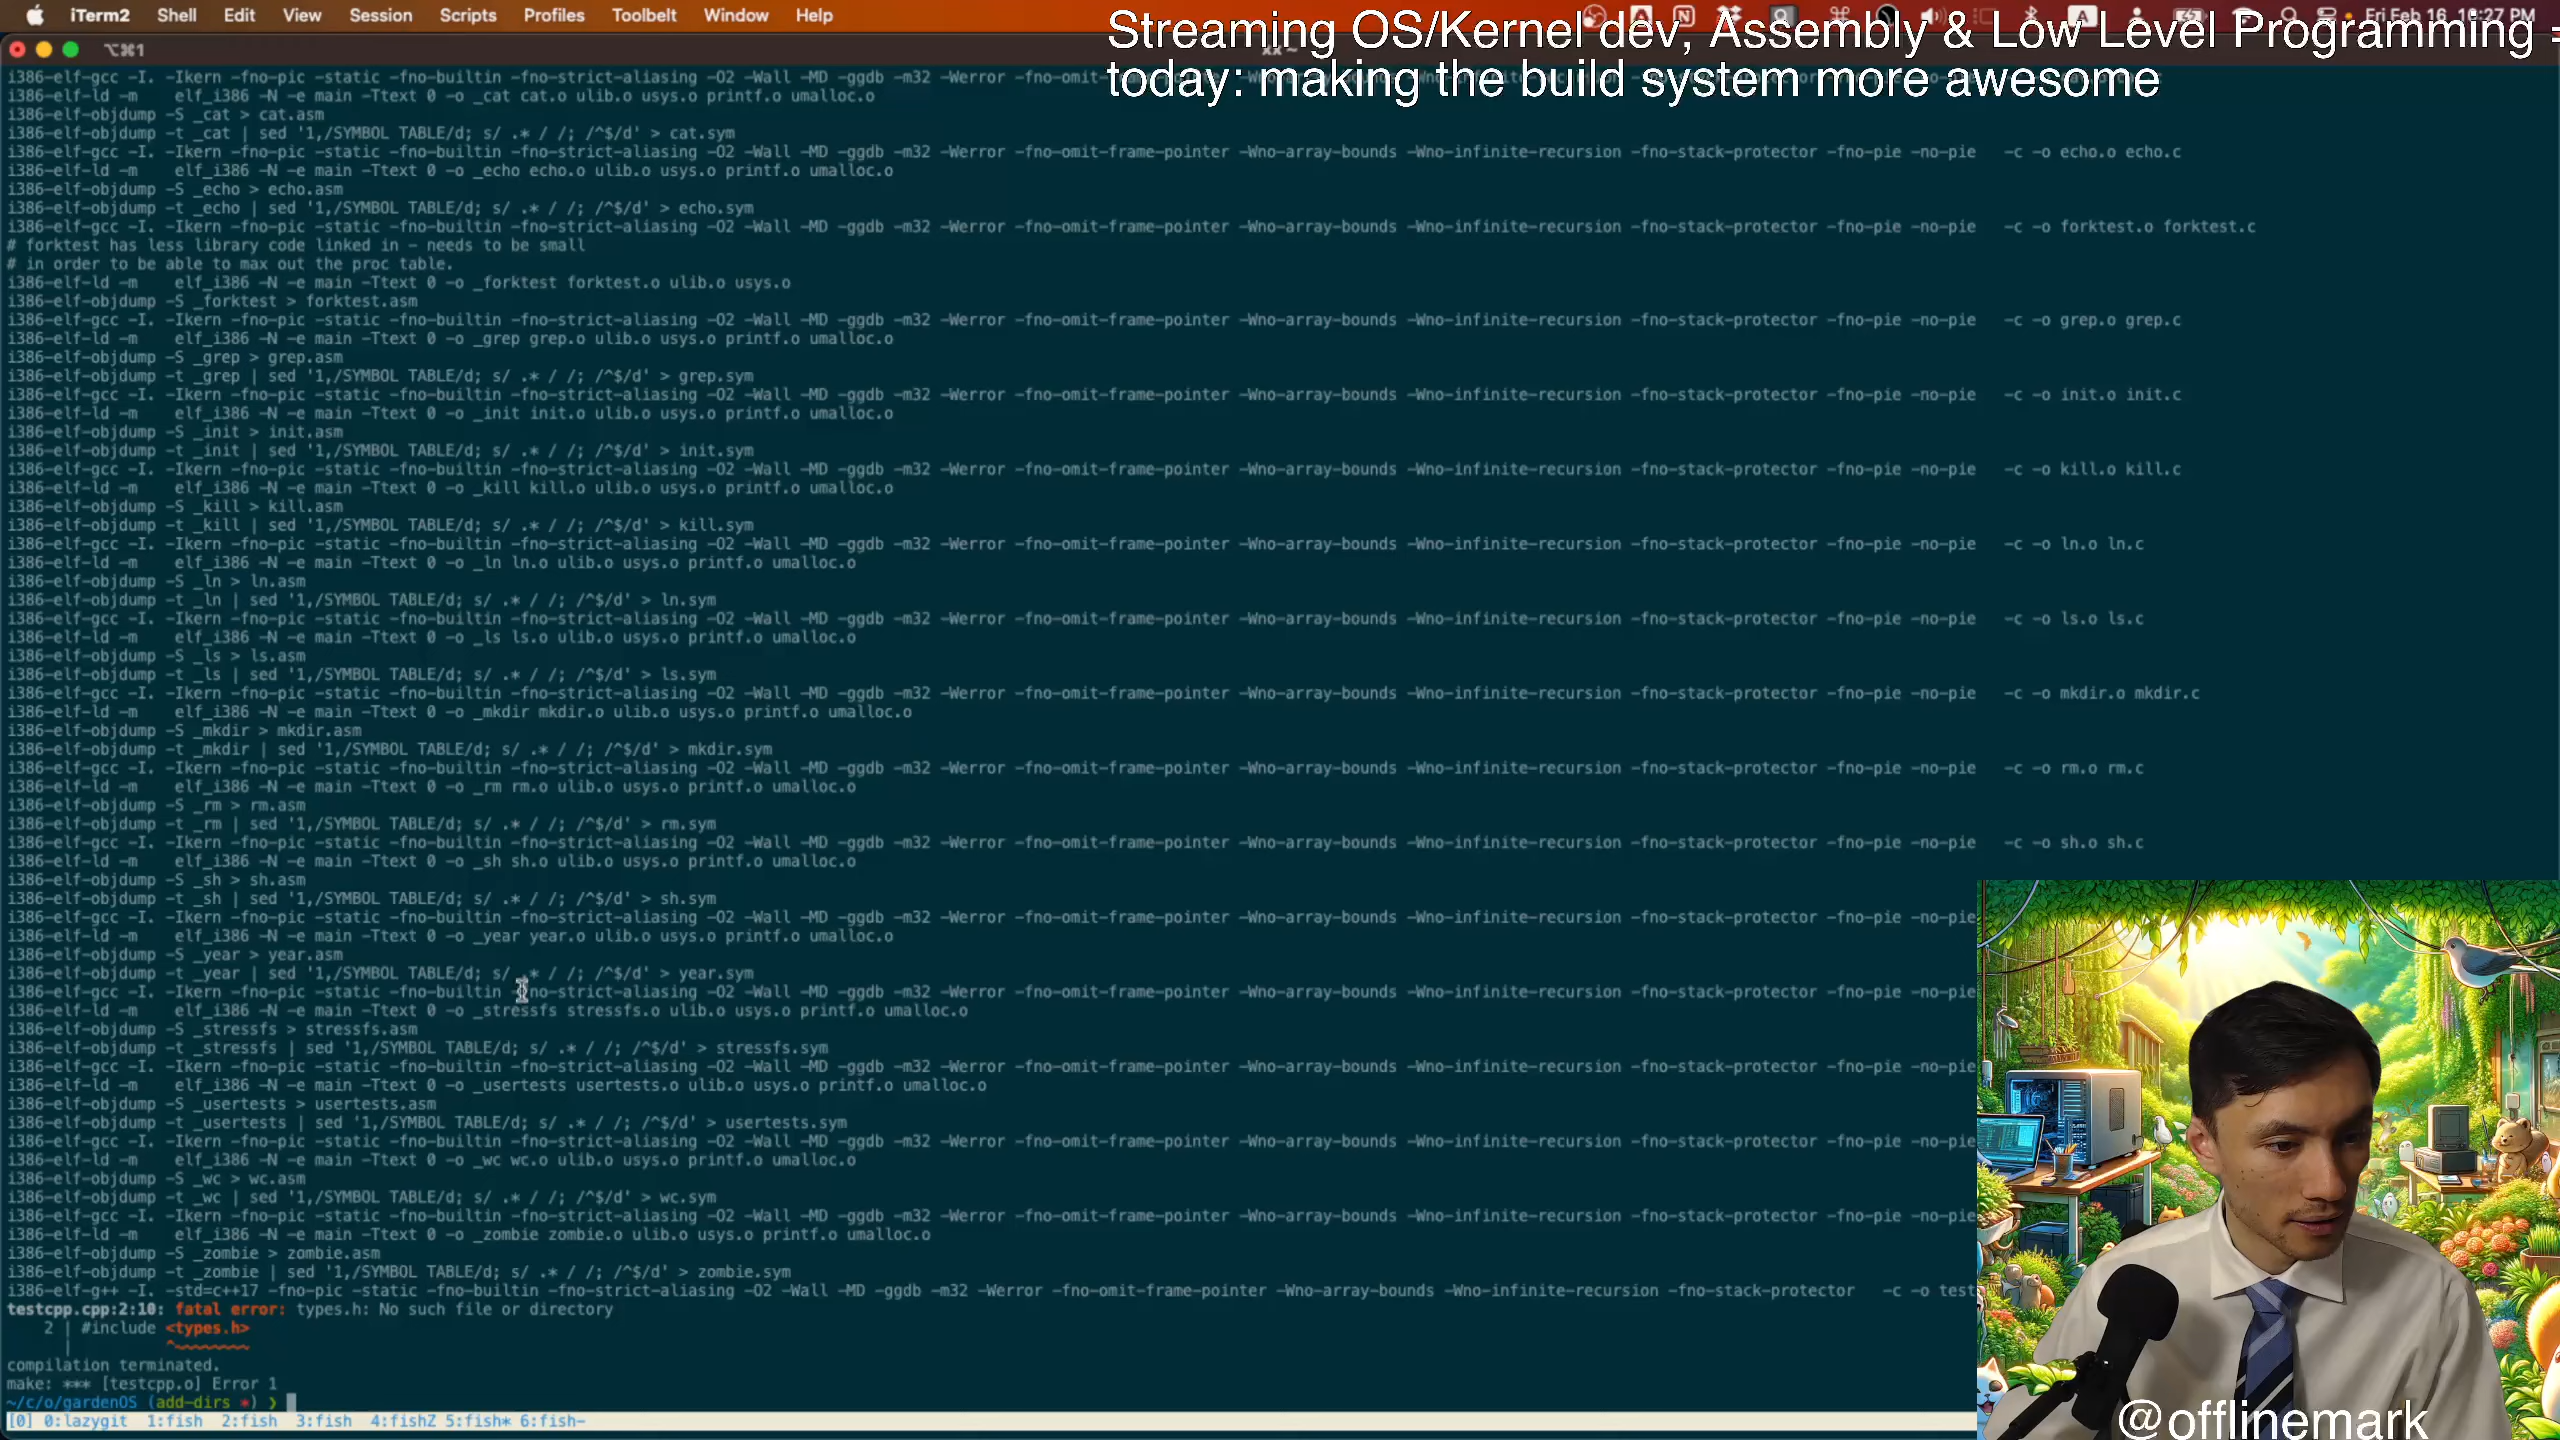 iTerm2 Shell Edit View Session Scripts Profiles Toolbelt Window Help
Streaming OS/Kernel dev, Assembly & Low Level Programming =
today: making the build system more awesome
⌥⌘1
i386-elf-gcc -I. -Ikern -fno-pic -static -fno-builtin -fno-strict-aliasing -O2 -Wall -MD -ggdb -m32 -Werror -fno-omit-frame-pointer
i386-elf-ld -m    elf_i386 -N -e main -Ttext 0 -o _cat cat.o ulib.o usys.o printf.o umalloc.o
i386-elf-objdump -S _cat > cat.asm
i386-elf-objdump -t _cat | sed '1,/SYMBOL TABLE/d; s/ .* / /; /^$/d' > cat.sym
i386-elf-gcc -I. -Ikern -fno-pic -static -fno-builtin -fno-strict-aliasing -O2 -Wall -MD -ggdb -m32 -Werror -fno-omit-frame-pointer -Wno-array-bounds -Wno-infinite-recursion -fno-stack-protector -fno-pie -no-pie   -c -o echo.o echo.c
i386-elf-ld -m    elf_i386 -N -e main -Ttext 0 -o _echo echo.o ulib.o usys.o printf.o umalloc.o
i386-elf-objdump -S _echo > echo.asm
i386-elf-objdump -t _echo | sed '1,/SYMBOL TABLE/d; s/ .* / /; /^$/d' > echo.sym
i386-elf-gcc -I. -Ikern -fno-pic -static -fno-builtin -fno-strict-aliasing -O2 -Wall -MD -ggdb -m32 -Werror -fno-omit-frame-pointer -Wno-array-bounds -Wno-infinite-recursion -fno-stack-protector -fno-pie -no-pie   -c -o forktest.o forktest.c
# forktest has less library code linked in - needs to be small
# in order to be able to max out the proc table.
i386-elf-ld -m    elf_i386 -N -e main -Ttext 0 -o _forktest forktest.o ulib.o usys.o
i386-elf-objdump -S _forktest > forktest.asm
i386-elf-gcc -I. -Ikern -fno-pic -static -fno-builtin -fno-strict-aliasing -O2 -Wall -MD -ggdb -m32 -Werror -fno-omit-frame-pointer -Wno-array-bounds -Wno-infinite-recursion -fno-stack-protector -fno-pie -no-pie   -c -o grep.o grep.c
i386-elf-ld -m    elf_i386 -N -e main -Ttext 0 -o _grep grep.o ulib.o usys.o printf.o umalloc.o
i386-elf-objdump -S _grep > grep.asm
i386-elf-objdump -t _grep | sed '1,/SYMBOL TABLE/d; s/ .* / /; /^$/d' > grep.sym
i386-elf-gcc -I. -Ikern -fno-pic -static -fno-builtin -fno-strict-aliasing -O2 -Wall -MD -ggdb -m32 -Werror -fno-omit-frame-pointer -Wno-array-bounds -Wno-infinite-recursion -fno-stack-protector -fno-pie -no-pie   -c -o init.o init.c
i386-elf-ld -m    elf_i386 -N -e main -Ttext 0 -o _init init.o ulib.o usys.o printf.o umalloc.o
i386-elf-objdump -S _init > init.asm
i386-elf-objdump -t _init | sed '1,/SYMBOL TABLE/d; s/ .* / /; /^$/d' > init.sym
i386-elf-gcc -I. -Ikern -fno-pic -static -fno-builtin -fno-strict-aliasing -O2 -Wall -MD -ggdb -m32 -Werror -fno-omit-frame-pointer -Wno-array-bounds -Wno-infinite-recursion -fno-stack-protector -fno-pie -no-pie   -c -o kill.o kill.c
i386-elf-ld -m    elf_i386 -N -e main -Ttext 0 -o _kill kill.o ulib.o usys.o printf.o umalloc.o
i386-elf-objdump -S _kill > kill.asm
i386-elf-objdump -t _kill | sed '1,/SYMBOL TABLE/d; s/ .* / /; /^$/d' > kill.sym
i386-elf-gcc -I. -Ikern -fno-pic -static -fno-builtin -fno-strict-aliasing -O2 -Wall -MD -ggdb -m32 -Werror -fno-omit-frame-pointer -Wno-array-bounds -Wno-infinite-recursion -fno-stack-protector -fno-pie -no-pie   -c -o ln.o ln.c
i386-elf-ld -m    elf_i386 -N -e main -Ttext 0 -o _ln ln.o ulib.o usys.o printf.o umalloc.o
i386-elf-objdump -S _ln > ln.asm
i386-elf-objdump -t _ln | sed '1,/SYMBOL TABLE/d; s/ .* / /; /^$/d' > ln.sym
i386-elf-gcc -I. -Ikern -fno-pic -static -fno-builtin -fno-strict-aliasing -O2 -Wall -MD -ggdb -m32 -Werror -fno-omit-frame-pointer -Wno-array-bounds -Wno-infinite-recursion -fno-stack-protector -fno-pie -no-pie   -c -o ls.o ls.c
i386-elf-ld -m    elf_i386 -N -e main -Ttext 0 -o _ls ls.o ulib.o usys.o printf.o umalloc.o
i386-elf-objdump -S _ls > ls.asm
i386-elf-objdump -t _ls | sed '1,/SYMBOL TABLE/d; s/ .* / /; /^$/d' > ls.sym
i386-elf-gcc -I. -Ikern -fno-pic -static -fno-builtin -fno-strict-aliasing -O2 -Wall -MD -ggdb -m32 -Werror -fno-omit-frame-pointer -Wno-array-bounds -Wno-infinite-recursion -fno-stack-protector -fno-pie -no-pie   -c -o mkdir.o mkdir.c
i386-elf-ld -m    elf_i386 -N -e main -Ttext 0 -o _mkdir mkdir.o ulib.o usys.o printf.o umalloc.o
i386-elf-objdump -S _mkdir > mkdir.asm
i386-elf-objdump -t _mkdir | sed '1,/SYMBOL TABLE/d; s/ .* / /; /^$/d' > mkdir.sym
i386-elf-gcc -I. -Ikern -fno-pic -static -fno-builtin -fno-strict-aliasing -O2 -Wall -MD -ggdb -m32 -Werror -fno-omit-frame-pointer -Wno-array-bounds -Wno-infinite-recursion -fno-stack-protector -fno-pie -no-pie   -c -o rm.o rm.c
i386-elf-ld -m    elf_i386 -N -e main -Ttext 0 -o _rm rm.o ulib.o usys.o printf.o umalloc.o
i386-elf-objdump -S _rm > rm.asm
i386-elf-objdump -t _rm | sed '1,/SYMBOL TABLE/d; s/ .* / /; /^$/d' > rm.sym
i386-elf-gcc -I. -Ikern -fno-pic -static -fno-builtin -fno-strict-aliasing -O2 -Wall -MD -ggdb -m32 -Werror -fno-omit-frame-pointer -Wno-array-bounds -Wno-infinite-recursion -fno-stack-protector -fno-pie -no-pie   -c -o sh.o sh.c
i386-elf-ld -m    elf_i386 -N -e main -Ttext 0 -o _sh sh.o ulib.o usys.o printf.o umalloc.o
i386-elf-objdump -S _sh > sh.asm
i386-elf-objdump -t _sh | sed '1,/SYMBOL TABLE/d; s/ .* / /; /^$/d' > sh.sym
i386-elf-gcc -I. -Ikern -fno-pic -static -fno-builtin -fno-strict-aliasing -O2 -Wall -MD -ggdb -m32 -Werror -fno-omit-frame-pointer -Wno-array-bounds -Wno-infinite-recursion -fno-stack-protector -fno-pie -no-pie
i386-elf-ld -m    elf_i386 -N -e main -Ttext 0 -o _year year.o ulib.o usys.o printf.o umalloc.o
i386-elf-objdump -S _year > year.asm
i386-elf-objdump -t _year | sed '1,/SYMBOL TABLE/d; s/ .* / /; /^$/d' > year.sym
i386-elf-gcc -I. -Ikern -fno-pic -static -fno-builtin -fno-strict-aliasing -O2 -Wall -MD -ggdb -m32 -Werror -fno-omit-frame-pointer -Wno-array-bounds -Wno-infinite-recursion -fno-stack-protector -fno-pie -no-pie
i386-elf-ld -m    elf_i386 -N -e main -Ttext 0 -o _stressfs stressfs.o ulib.o usys.o printf.o umalloc.o
i386-elf-objdump -S _stressfs > stressfs.asm
i386-elf-objdump -t _stressfs | sed '1,/SYMBOL TABLE/d; s/ .* / /; /^$/d' > stressfs.sym
i386-elf-gcc -I. -Ikern -fno-pic -static -fno-builtin -fno-strict-aliasing -O2 -Wall -MD -ggdb -m32 -Werror -fno-omit-frame-pointer -Wno-array-bounds -Wno-infinite-recursion -fno-stack-protector -fno-pie -no-pie
i386-elf-ld -m    elf_i386 -N -e main -Ttext 0 -o _usertests usertests.o ulib.o usys.o printf.o umalloc.o
i386-elf-objdump -S _usertests > usertests.asm
i386-elf-objdump -t _usertests | sed '1,/SYMBOL TABLE/d; s/ .* / /; /^$/d' > usertests.sym
i386-elf-gcc -I. -Ikern -fno-pic -static -fno-builtin -fno-strict-aliasing -O2 -Wall -MD -ggdb -m32 -Werror -fno-omit-frame-pointer -Wno-array-bounds -Wno-infinite-recursion -fno-stack-protector -fno-pie -no-pie
i386-elf-ld -m    elf_i386 -N -e main -Ttext 0 -o _wc wc.o ulib.o usys.o printf.o umalloc.o
i386-elf-objdump -S _wc > wc.asm
i386-elf-objdump -t _wc | sed '1,/SYMBOL TABLE/d; s/ .* / /; /^$/d' > wc.sym
i386-elf-gcc -I. -Ikern -fno-pic -static -fno-builtin -fno-strict-aliasing -O2 -Wall -MD -ggdb -m32 -Werror -fno-omit-frame-pointer -Wno-array-bounds -Wno-infinite-recursion -fno-stack-protector -fno-pie -no-pie
i386-elf-ld -m    elf_i386 -N -e main -Ttext 0 -o _zombie zombie.o ulib.o usys.o printf.o umalloc.o
i386-elf-objdump -S _zombie > zombie.asm
i386-elf-objdump -t _zombie | sed '1,/SYMBOL TABLE/d; s/ .* / /; /^$/d' > zombie.sym
i386-elf-g++ -I. -std=c++17 -fno-pic -static -fno-builtin -fno-strict-aliasing -O2 -Wall -MD -ggdb -m32 -Werror -fno-omit-frame-pointer -Wno-array-bounds -Wno-infinite-recursion -fno-stack-protector   -c -o test
testcpp.cpp:2:10: fatal error: types.h: No such file or directory
    2 | #include <types.h>
      |          ^~~~~~~~~
compilation terminated.
make: *** [testcpp.o] Error 1
~/c/o/gardenOS (add-dirs *) ❯
[0] 0:lazygit  1:fish  2:fish  3:fish  4:fishZ 5:fish* 6:fish-
@offlinemark